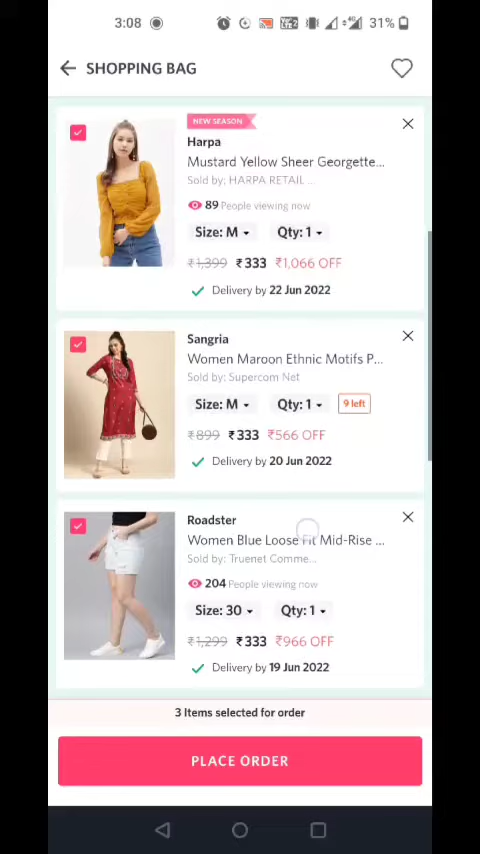 3:08 31%
SHOPPING BAG
NEW SEASON
Harpa
Mustard Yellow Sheer Georgette...
Sold by: HARPA RETAIL ...
89 People viewing now
Size: M Qty: 1
₹1,399 ₹333 ₹1,066 OFF
Delivery by 22 Jun 2022
Sangria
Women Maroon Ethnic Motifs P...
Sold by: Supercom Net
Size: M Qty: 1 9 left
₹899 ₹333 ₹566 OFF
Delivery by 20 Jun 2022
Roadster
Women Blue Loose Fit Mid-Rise ...
Sold by: Truenet Comme...
204 People viewing now
Size: 30 Qty: 1
₹1,299 ₹333 ₹966 OFF
Delivery by 19 Jun 2022
3 Items selected for order
PLACE ORDER